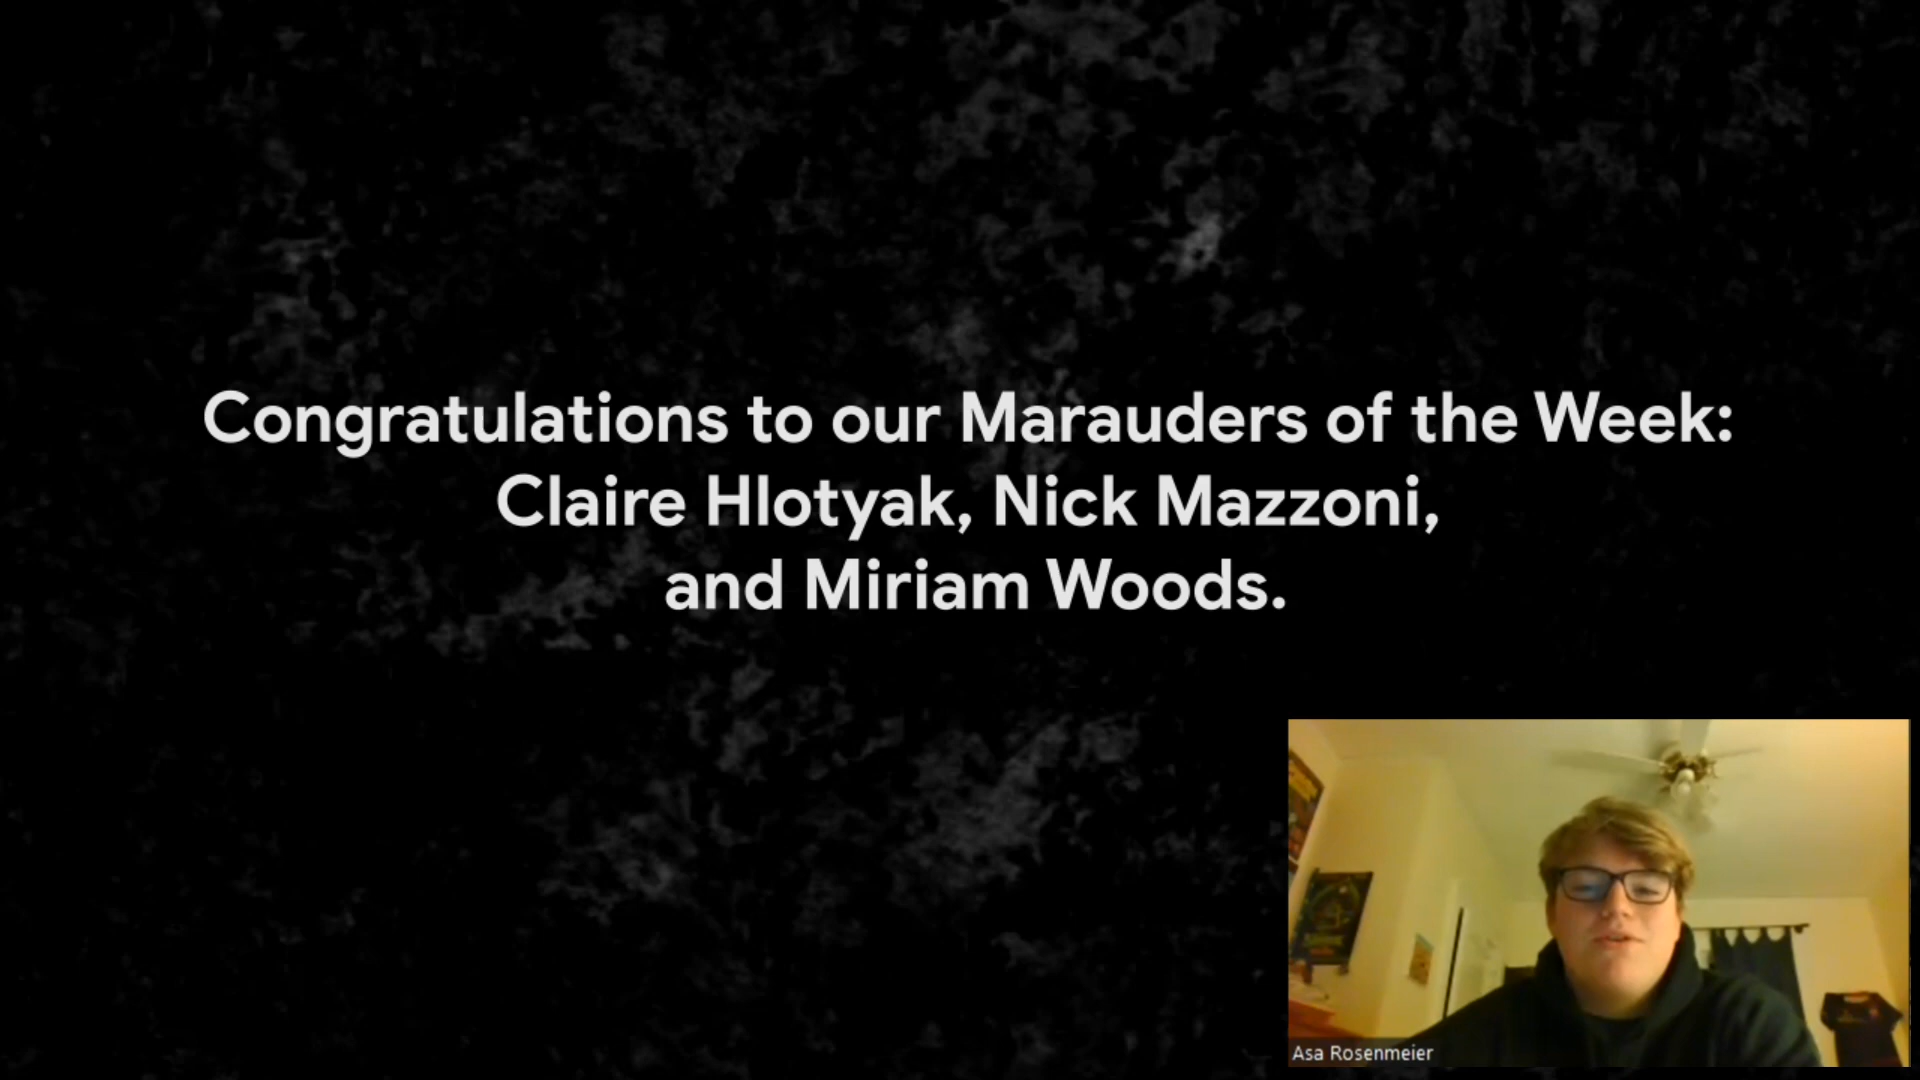 Congratulations to our Marauders of the Week:
Claire Hlotyak, Nick Mazzoni,
and Miriam Woods.
Asa Rosenmeier